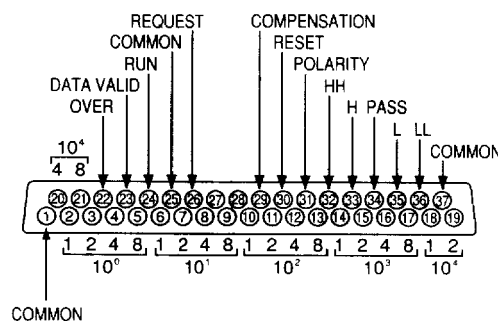 REQUEST
COMMON
RUN
DATA VALID
OVER
COMPENSATION
RESET
POLARITY
HH
H PASS
L LL
COMMON
10⁴
4 8
20 21 22 23 24 25 26 27 28 29 30 31 32 33 34 35 36 37
1 2 3 4 5 6 7 8 9 10 11 12 13 14 15 16 17 18 19
1 2 4 8 1 2 4 8 1 2 4 8 1 2 4 8 1 2
10⁰ 10¹ 10² 10³ 10⁴
COMMON